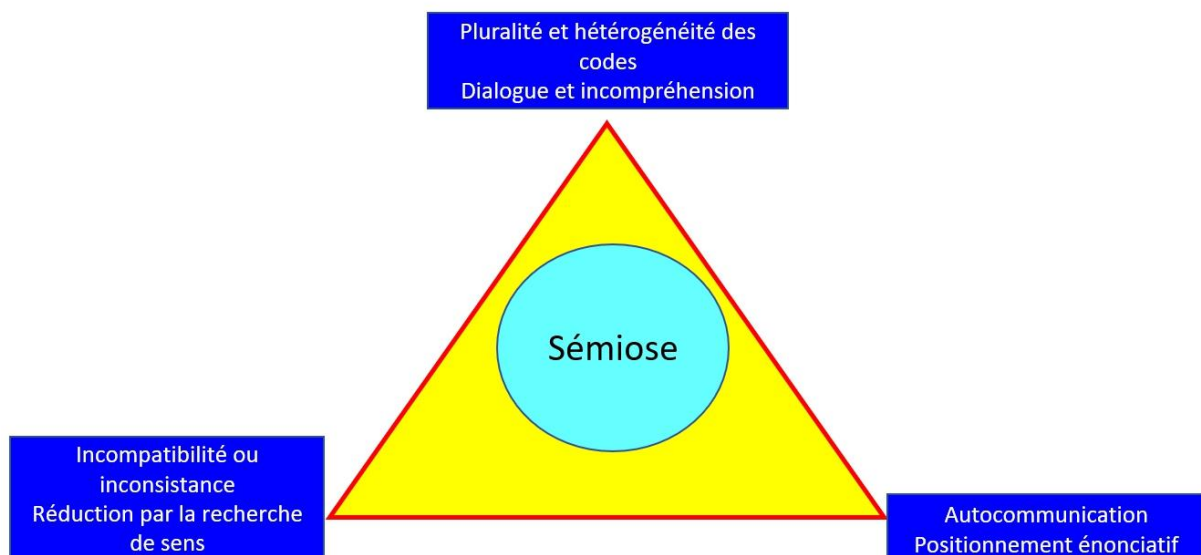 Pluralité et hétérogénéité des
codes
Dialogue et incompréhension
Sémiose
Incompatibilité ou
inconsistance
Réduction par la recherche
de sens
Autocommunication
Positionnement énonciatif